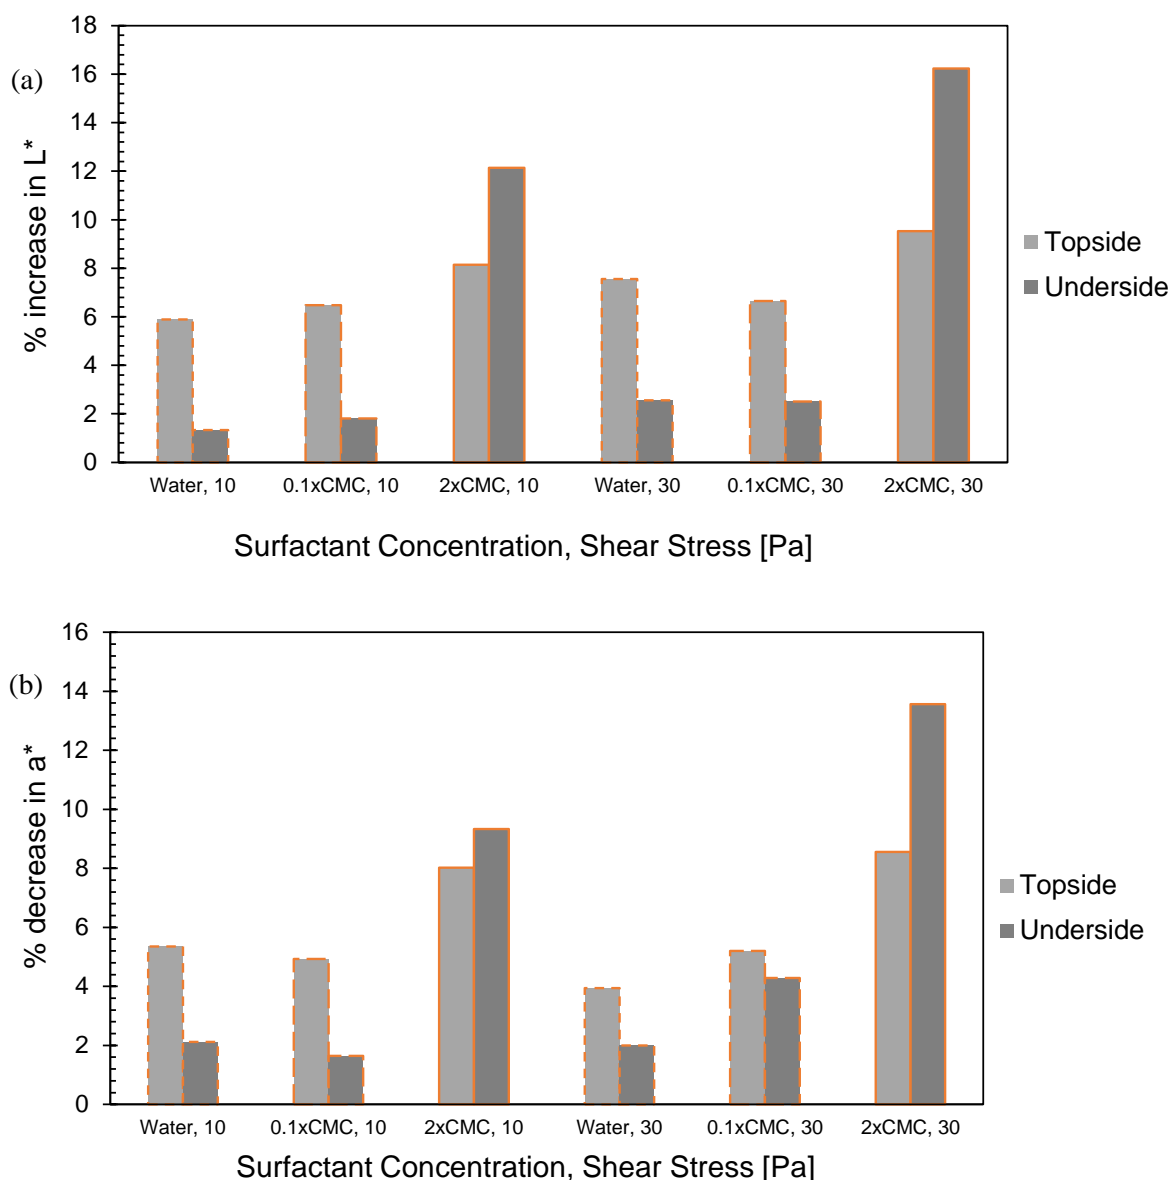 (a)
% increase in L*
18
16
14
12
10
8
6
4
2
0
Water, 10 0.1xCMC, 10 2xCMC, 10 Water, 30 0.1xCMC, 30 2xCMC, 30
Surfactant Concentration, Shear Stress [Pa]
Topside
Underside
(b)
% decrease in a*
16
14
12
10
8
6
4
2
0
Water, 10 0.1xCMC, 10 2xCMC, 10 Water, 30 0.1xCMC, 30 2xCMC, 30
Surfactant Concentration, Shear Stress [Pa]
Topside
Underside